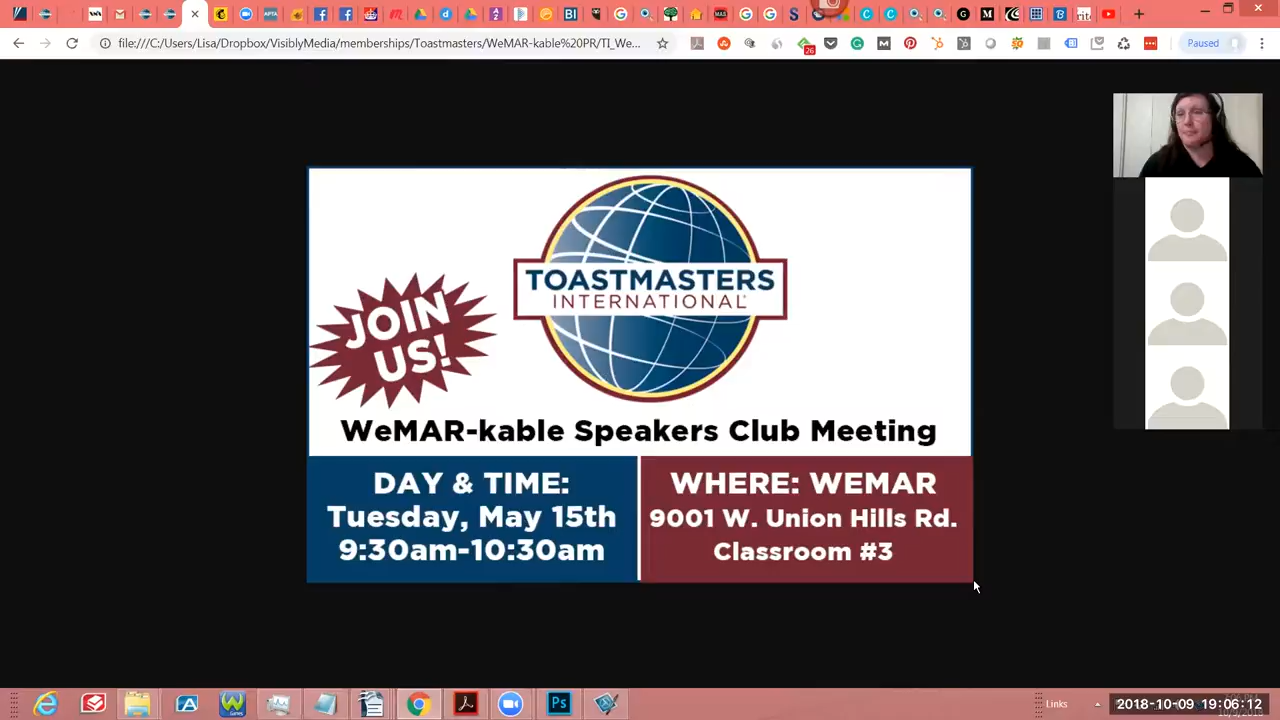 file:///C:/Users/Lisa/Dropbox/VisiblyMedia/memberships/Toastmasters/WeMAR-kable%20PR/TI_We...
26
Paused
TOASTMASTERS
INTERNATIONAL
JOIN
US!
WeMAR-kable Speakers Club Meeting
DAY & TIME:
Tuesday, May 15th
9:30am-10:30am
WHERE: WEMAR
9001 W. Union Hills Rd.
Classroom #3
Links
2018-10-09 19:06:12